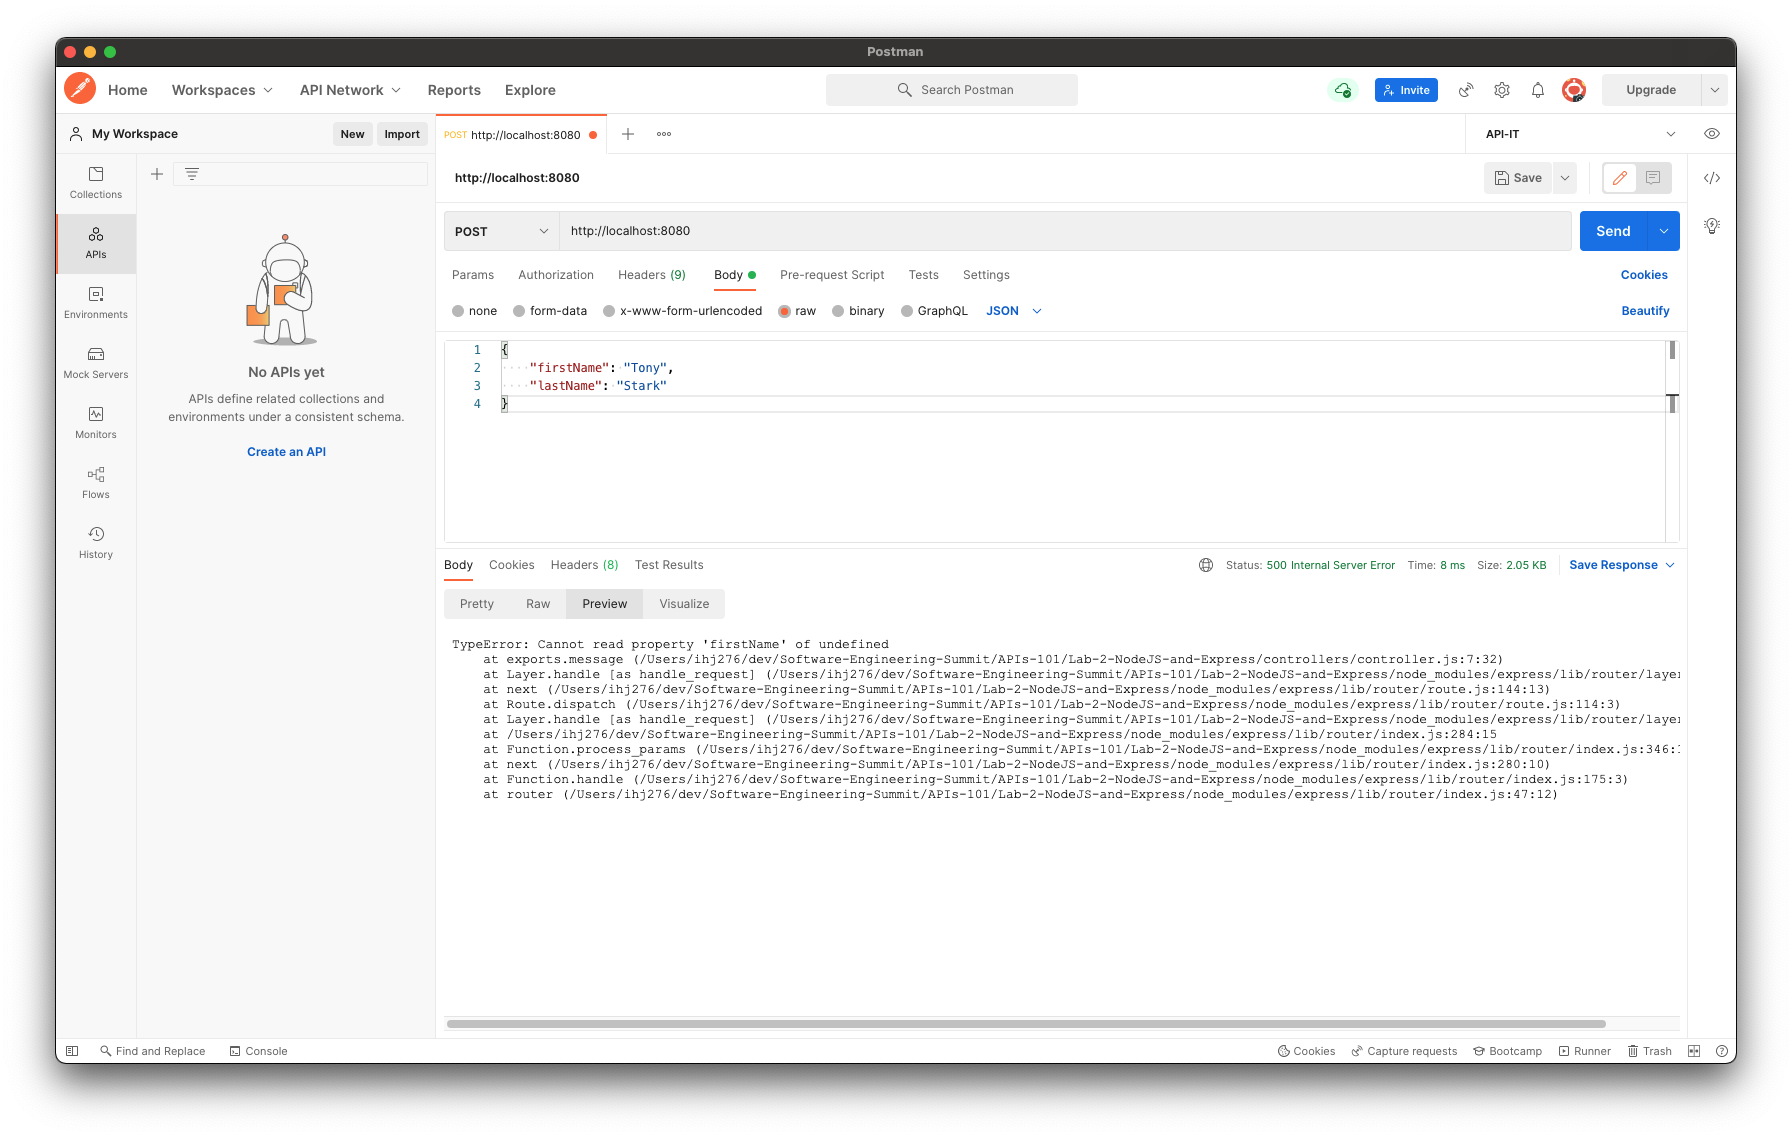 Postman
Home Workspaces API Network Reports Explore Search Postman Invite Upgrade
My Workspace New Import POST http://localhost:8080 API-IT
Collections
APIs
Environments
Mock Servers
Monitors
Flows
History
No APIs yet
APIs define related collections and
environments under a consistent schema.
Create an API
http://localhost:8080 Save
POST http://localhost:8080 Send
Params Authorization Headers (9) Body Pre-request Script Tests Settings Cookies
none form-data x-www-form-urlencoded raw binary GraphQL JSON Beautify
1 {
2 "firstName": "Tony",
3 "lastName": "Stark"
4 }
Body Cookies Headers (8) Test Results Status: 500 Internal Server Error Time: 8 ms Size: 2.05 KB Save Response
Pretty Raw Preview Visualize
TypeError: Cannot read property 'firstName' of undefined
at exports.message (/Users/ihj276/dev/Software-Engineering-Summit/APIs-101/Lab-2-NodeJS-and-Express/controllers/controller.js:7:32)
at Layer.handle [as handle_request] (/Users/ihj276/dev/Software-Engineering-Summit/APIs-101/Lab-2-NodeJS-and-Express/node_modules/express/lib/router/layer
at next (/Users/ihj276/dev/Software-Engineering-Summit/APIs-101/Lab-2-NodeJS-and-Express/node_modules/express/lib/router/route.js:144:13)
at Route.dispatch (/Users/ihj276/dev/Software-Engineering-Summit/APIs-101/Lab-2-NodeJS-and-Express/node_modules/express/lib/router/route.js:114:3)
at Layer.handle [as handle_request] (/Users/ihj276/dev/Software-Engineering-Summit/APIs-101/Lab-2-NodeJS-and-Express/node_modules/express/lib/router/layer
at /Users/ihj276/dev/Software-Engineering-Summit/APIs-101/Lab-2-NodeJS-and-Express/node_modules/express/lib/router/index.js:284:15
at Function.process_params (/Users/ihj276/dev/Software-Engineering-Summit/APIs-101/Lab-2-NodeJS-and-Express/node_modules/express/lib/router/index.js:346:
at next (/Users/ihj276/dev/Software-Engineering-Summit/APIs-101/Lab-2-NodeJS-and-Express/node_modules/express/lib/router/index.js:280:10)
at Function.handle (/Users/ihj276/dev/Software-Engineering-Summit/APIs-101/Lab-2-NodeJS-and-Express/node_modules/express/lib/router/index.js:175:3)
at router (/Users/ihj276/dev/Software-Engineering-Summit/APIs-101/Lab-2-NodeJS-and-Express/node_modules/express/lib/router/index.js:47:12)
Find and Replace Console Cookies Capture requests Bootcamp Runner Trash